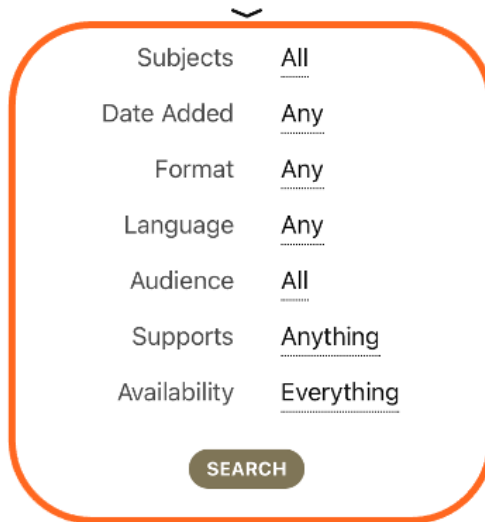 Subjects All
Date Added Any
Format Any
Language Any
Audience All
Supports Anything
Availability Everything
SEARCH